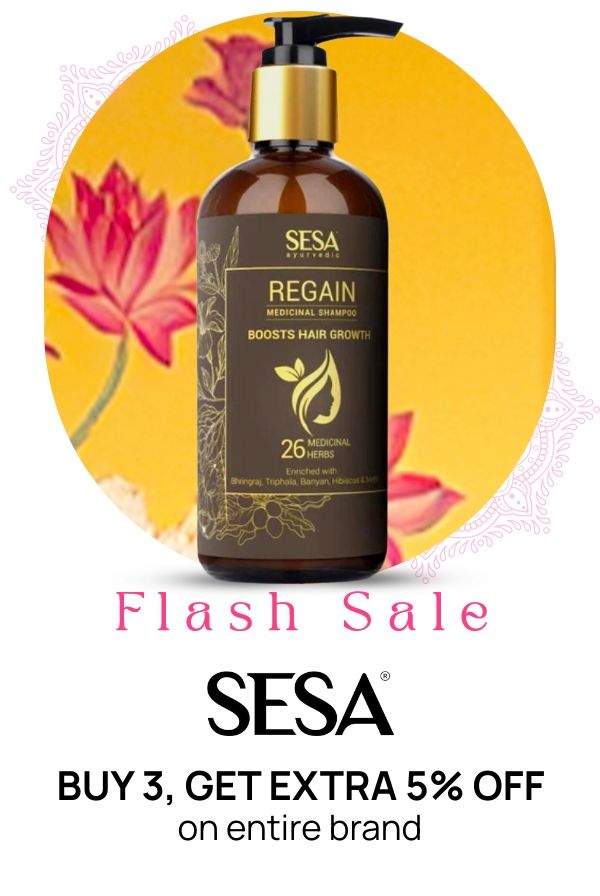 SESA
ayurvedic
REGAIN
MEDICINAL SHAMPOO
BOOSTS HAIR GROWTH
26 MEDICINAL
HERBS
Enriched with
Bhringraj, Triphala, Banyan, Hibiscus &
Flash Sale
SESA®
BUY 3, GET EXTRA 5% OFF
on entire brand